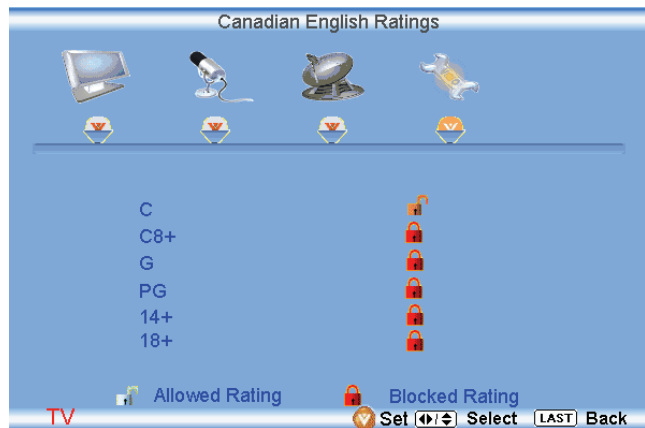 Canadian English Ratings
C
C8+
G
PG
14+
18+
Allowed Rating Blocked Rating
TV Set / Select LAST Back